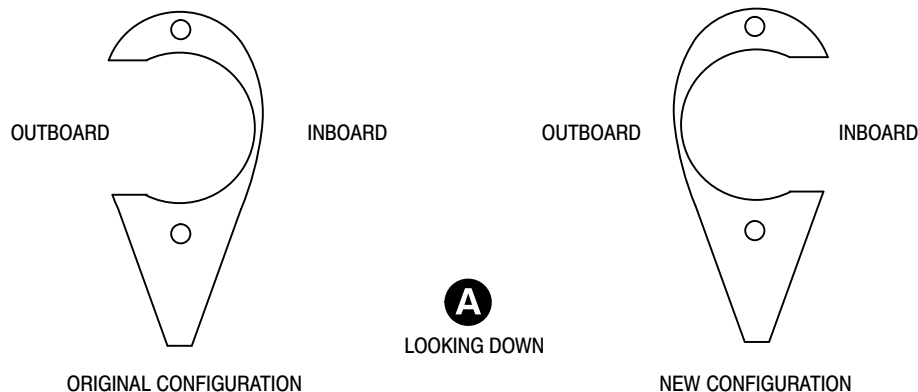 OUTBOARD
INBOARD
OUTBOARD
INBOARD
A
LOOKING DOWN
ORIGINAL CONFIGURATION
NEW CONFIGURATION